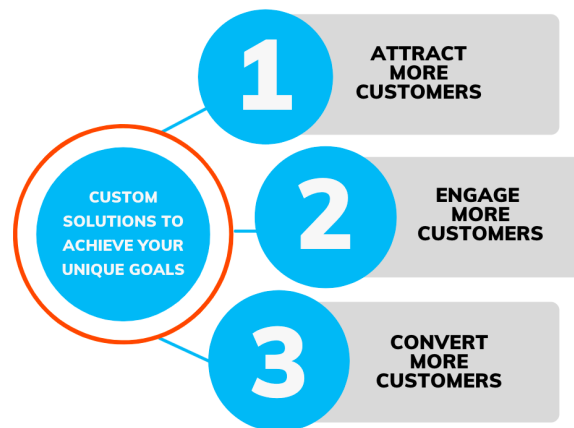 1
ATTRACT
MORE
CUSTOMERS
CUSTOM
SOLUTIONS TO
ACHIEVE YOUR
UNIQUE GOALS
2
ENGAGE
MORE
CUSTOMERS
3
CONVERT
MORE
CUSTOMERS